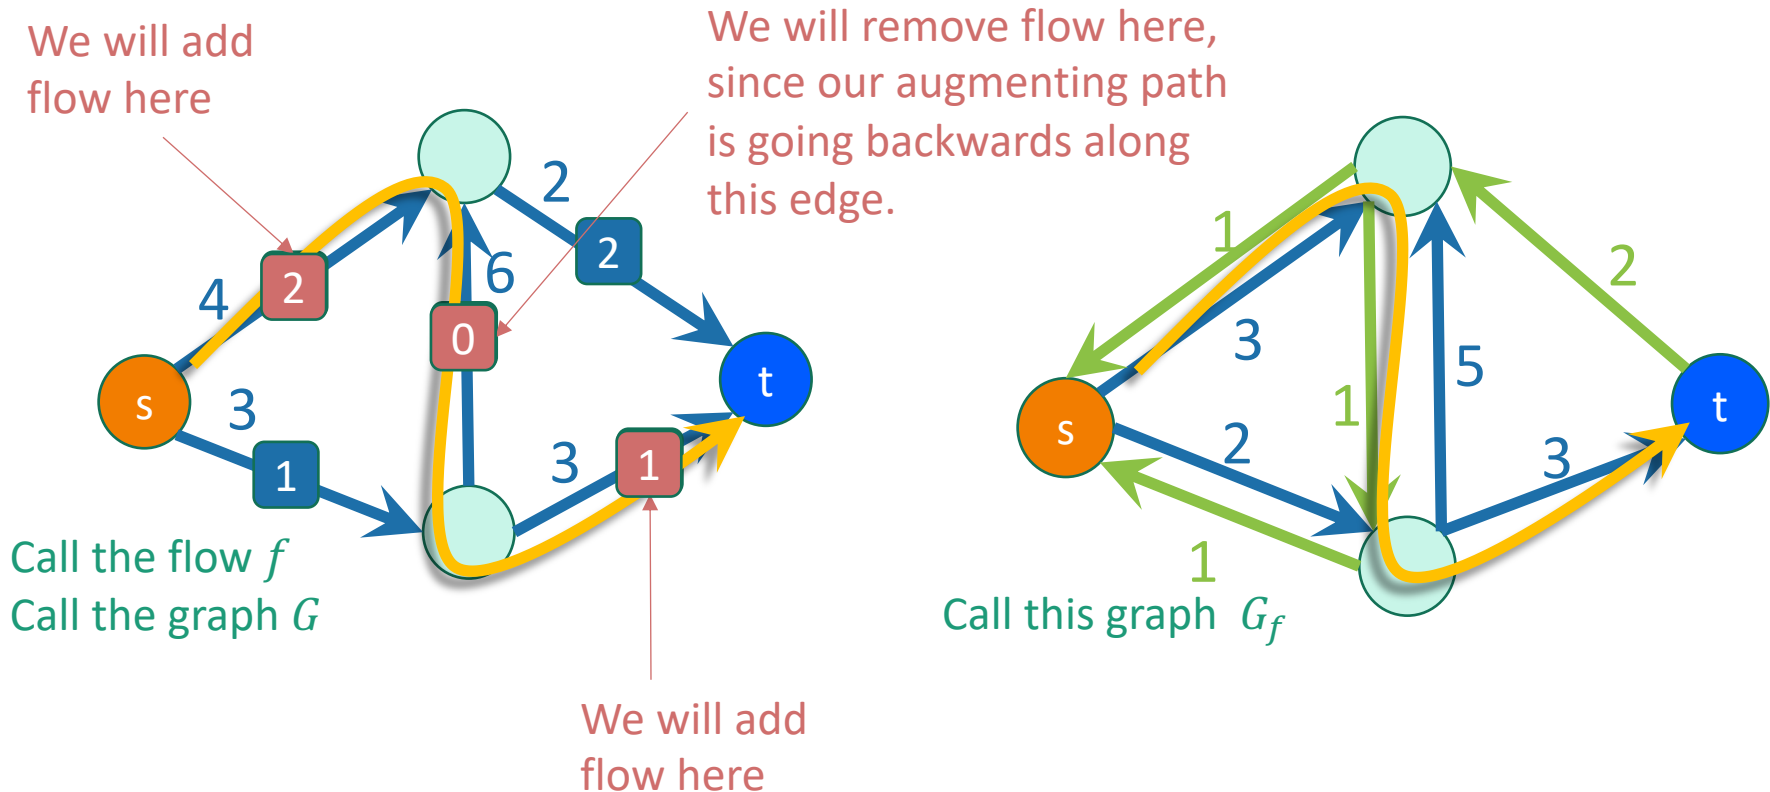 We will add
flow here
We will remove flow here,
since our augmenting path
is going backwards along
this edge.
2
2
4
2
6
0
s
3
1
3
1
t
Call the flow f
Call the graph G
We will add
flow here
1
2
3
5
1
s
2
3
t
1
Call this graph G_f